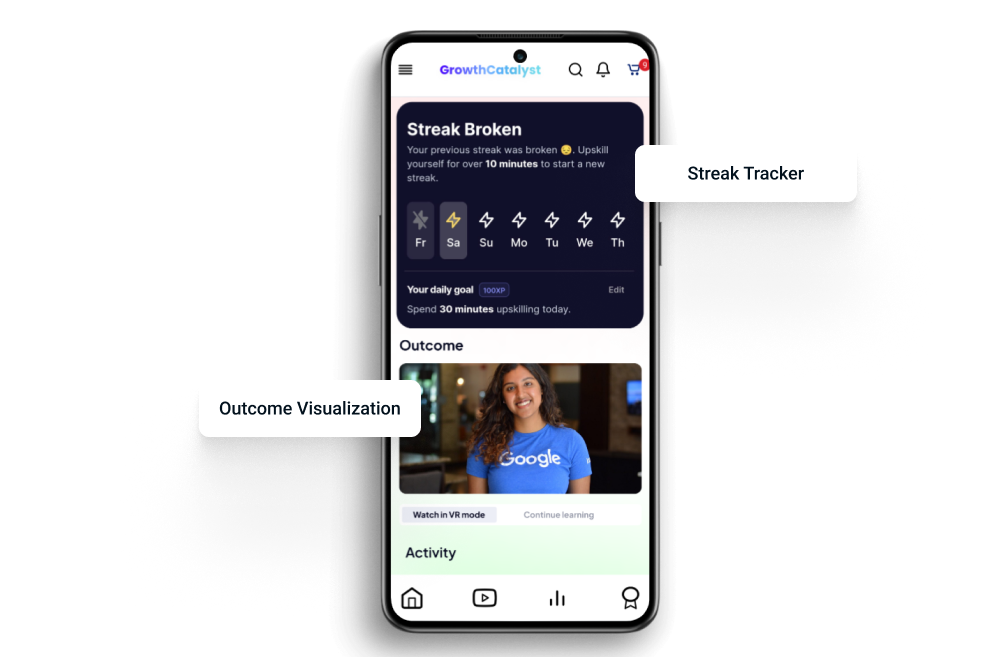 GrowthCatalyst
9
Streak Broken
Your previous streak was broken 😔. Upskill
yourself for over 10 minutes to start a new
streak.
Streak Tracker
Fr Sa Su Mo Tu We Th
Your daily goal 100XP Edit
Spend 30 minutes upskilling today.
Outcome
Outcome Visualization
Google
Watch in VR mode Continue learning
Activity